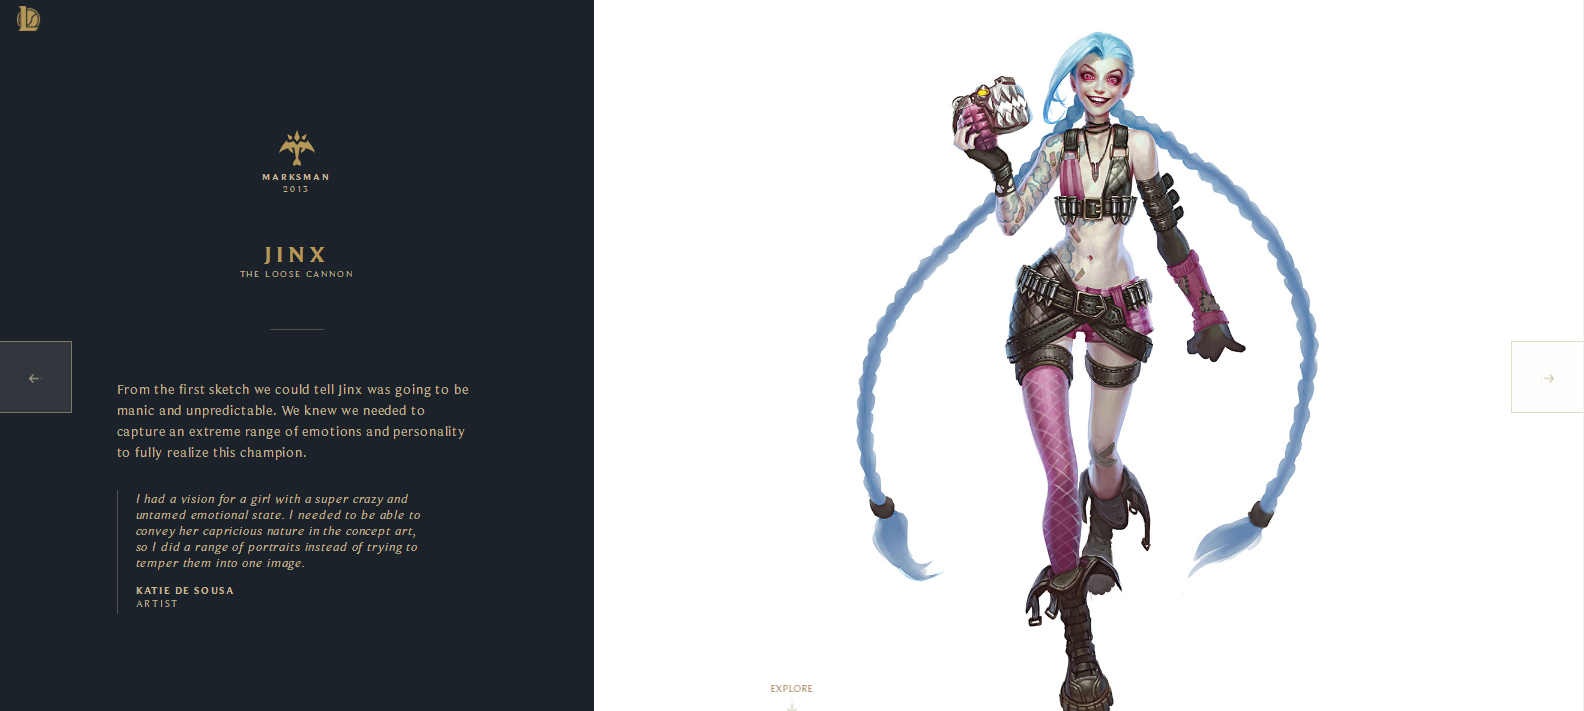 MARKSMAN
2013
JINX
THE LOOSE CANNON
From the first sketch we could tell Jinx was going to be
manic and unpredictable. We knew we needed to
capture an extreme range of emotions and personality
to fully realize this champion.
I had a vision for a girl with a super crazy and
untamed emotional state. I needed to be able to
convey her capricious nature in the concept art,
so I did a range of portraits instead of trying to
temper them into one image.
KATIE DE SOUSA
ARTIST
EXPLORE